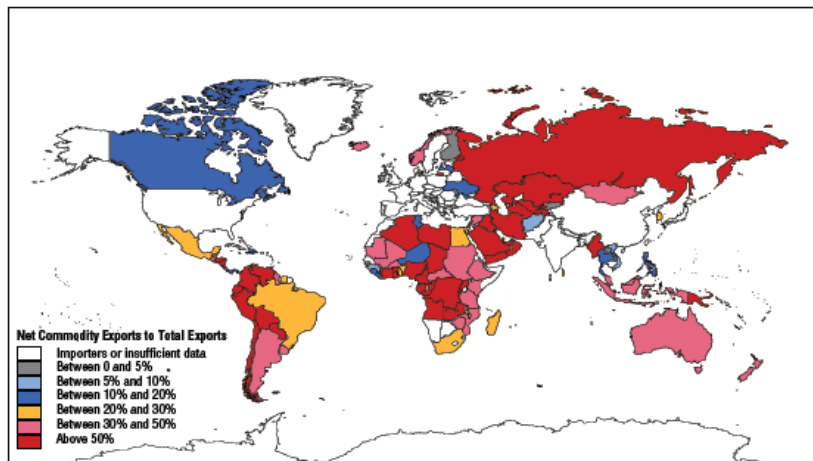 Net Commodity Exports to Total Exports
Importers or insufficient data
Between 0 and 5%
Between 5% and 10%
Between 10% and 20%
Between 20% and 30%
Between 30% and 50%
Above 50%